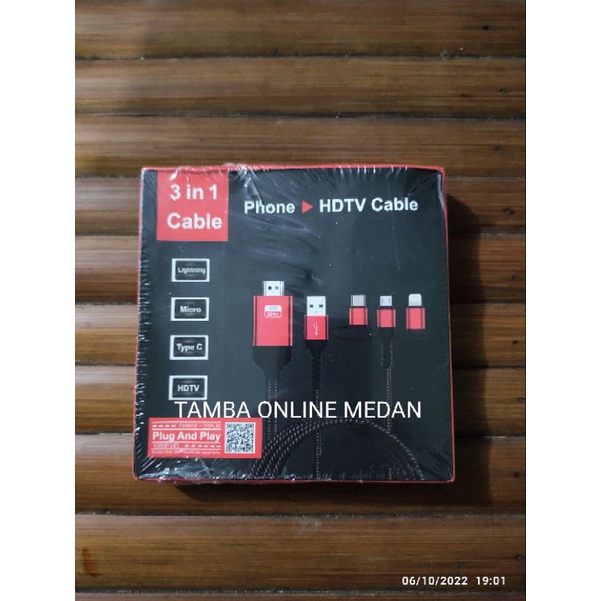 3 in 1
Cable
Phone HDTV Cable
Lightning
Micro
Type C
HDTV
TAMBA ONLINE MEDAN
Plug And Play
06/10/2022 19:01